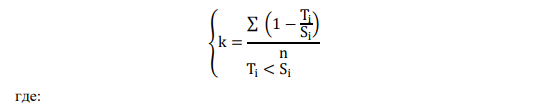 k = Σ (1 − Tᵢ/Sᵢ) / n
Tᵢ < Sᵢ
где: